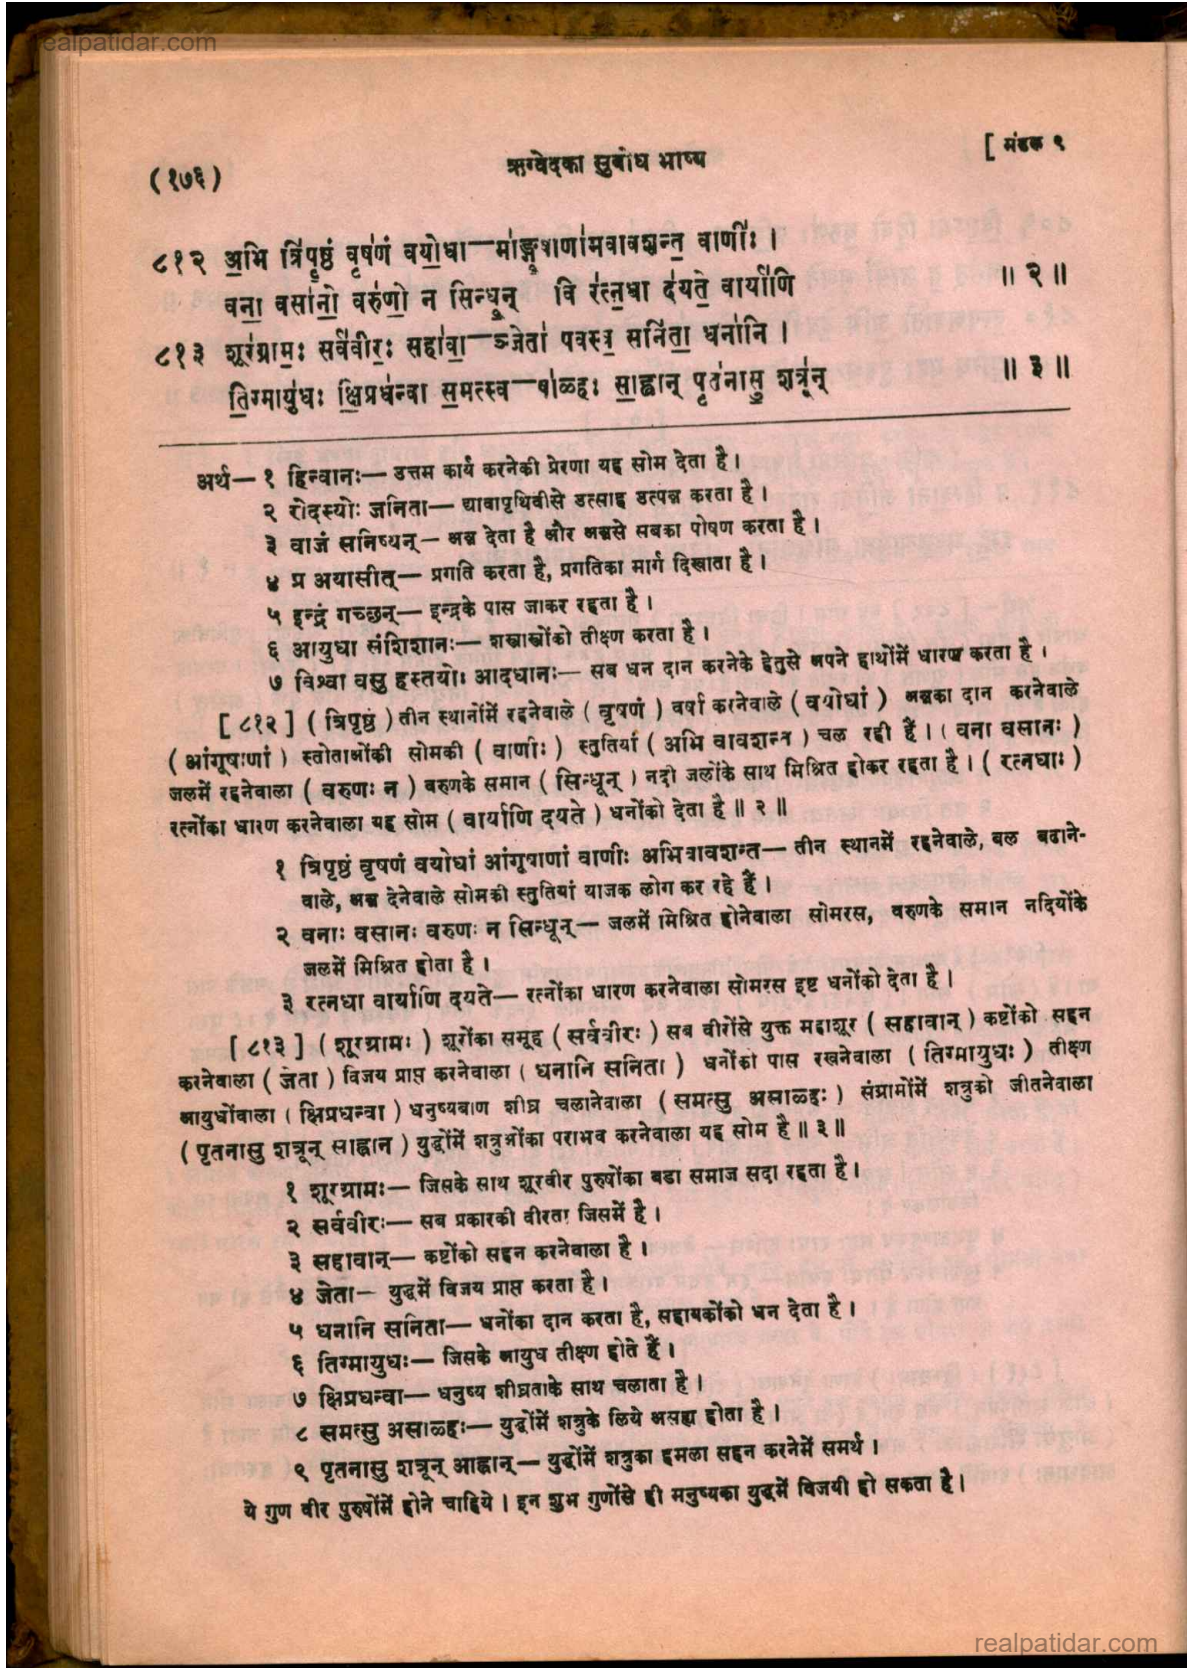 realpatidar.com
(१७६)
ऋग्वेदका सुबोध भाष्य
[ मंडक ९
८१२ अ॒भि त्रि॑पृ॒ष्ठं वृष॑णं वयो॒धा—मा॑ङ्गू॒षाणा॑मवावशन्त॒ वाणीः॑ ।
वना॒ वसा॑नो॒ वरु॑णो॒ न सिन्धू॒न् वि र॑त्न॒धा द॑यते॒ वार्या॑णि ॥ २ ॥
८१३ शूर॑ग्रामः॒ सर्व॑वीरः॒ सहा॑वा॒ ञ्जेता॑ पवस्व॒ सनि॑ता॒ धना॑नि ।
ति॒ग्मायु॑धः क्षि॒प्रध॑न्वा स॒मत्स्व—षा॑ळ्हः सा॒ह्वान् पृत॑नासु॒ शत्रू॑न् ॥ ३ ॥
अर्थ— १ हिन्वानः— उत्तम कार्य करनेकी प्रेरणा यह सोम देता है ।
२ रोदस्योः जनिता— द्यावापृथिवीसे उत्साह उत्पन्न करता है ।
३ वाजं सनिष्यन्— अन्न देता है और अन्नसे सबका पोषण करता है ।
४ प्र अयासीत्— प्रगति करता है, प्रगतिका मार्ग दिखाता है ।
५ इन्द्रं गच्छन्— इन्द्रके पास जाकर रहता है ।
६ आयुधा संशिशानः— शस्त्रास्त्रोंको तीक्ष्ण करता है ।
७ विश्वा वसु हस्तयोः आदधानः— सब धन दान करनेके हेतुसे अपने हाथोंमें धारण करता है ।
[ ८१२ ] ( त्रिपृष्ठं ) तीन स्थानोंमें रहनेवाले ( वृषणं ) वर्षा करनेवाले ( वयोधां ) अन्नका दान करनेवाले
( आंगूषाणां ) स्तोताओंकी सोमकी ( वाणीः ) स्तुतियां ( अभि वावशन्त ) चल रही हैं । ( वना वसानः )
जलमें रहनेवाला ( वरुणः न ) वरुणके समान ( सिन्धून् ) नदी जलोंके साथ मिश्रित होकर रहता है । ( रत्नधाः )
रत्नोंका धारण करनेवाला यह सोम ( वार्याणि दयते ) धनोंको देता है ॥ २ ॥
१ त्रिपृष्ठं वृषणं वयोधां आंगूषाणां वाणीः अभिवावशन्त— तीन स्थानमें रहनेवाले, बल बढाने-
वाले, अन्न देनेवाले सोमकी स्तुतियां याजक लोग कर रहे हैं ।
२ वनाः वसानः वरुणः न सिन्धून्— जलमें मिश्रित होनेवाला सोमरस, वरुणके समान नदियोंके
जलमें मिश्रित होता है ।
३ रत्नधा वार्याणि दयते— रत्नोंका धारण करनेवाला सोमरस इष्ट धनोंको देता है ।
[ ८१३ ] ( शूरग्रामः ) शूरोंका समूह ( सर्ववीरः ) सब वीरोंसे युक्त महाशूर ( सहावान् ) कष्टोंको सहन
करनेवाला ( जेता ) विजय प्राप्त करनेवाला ( धनानि सनिता ) धनोंको पास रखनेवाला ( तिग्मायुधः ) तीक्ष्ण
आयुधोंवाला ( क्षिप्रधन्वा ) धनुष्यबाण शीघ्र चलानेवाला ( समत्सु असाळ्हः ) संग्रामोंमें शत्रुको जीतनेवाला
( पृतनासु शत्रून् साह्वान ) युद्धोंमें शत्रुओंका पराभव करनेवाला यह सोम है ॥ ३ ॥
१ शूरग्रामः— जिसके साथ शूरवीर पुरुषोंका बडा समाज सदा रहता है ।
२ सर्ववीरः— सब प्रकारकी वीरता जिसमें है ।
३ सहावान्— कष्टोंको सहन करनेवाला है ।
४ जेता— युद्धमें विजय प्राप्त करता है ।
५ धनानि सनिता— धनोंका दान करता है, सहायकोंको धन देता है ।
६ तिग्मायुधः— जिसके आयुध तीक्ष्ण होते हैं ।
७ क्षिप्रधन्वा— धनुष्य शीघ्रताके साथ चलाता है ।
८ समत्सु असाळ्हः— युद्धोंमें शत्रुके लिये असह्य होता है ।
९ पृतनासु शत्रून् आह्वान्— युद्धोंमें शत्रुका हमला सहन करनेमें समर्थ ।
ये गुण वीर पुरुषोंमें होने चाहिये । इन शुभ गुणोंसे ही मनुष्यका युद्धमें विजयी हो सकता है ।
realpatidar.com